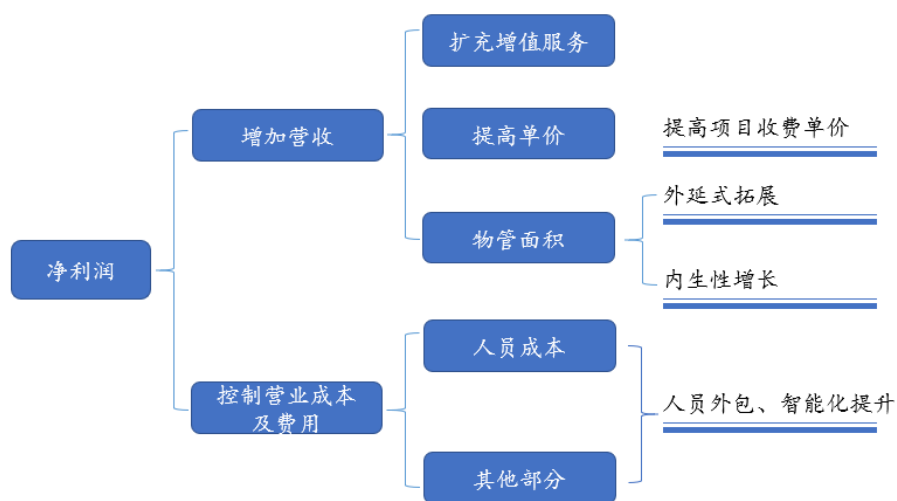 扩充增值服务
增加营收
提高单价
提高项目收费单价
外延式拓展
物管面积
净利润
内生性增长
人员成本
控制营业成本
及费用
人员外包、智能化提升
其他部分